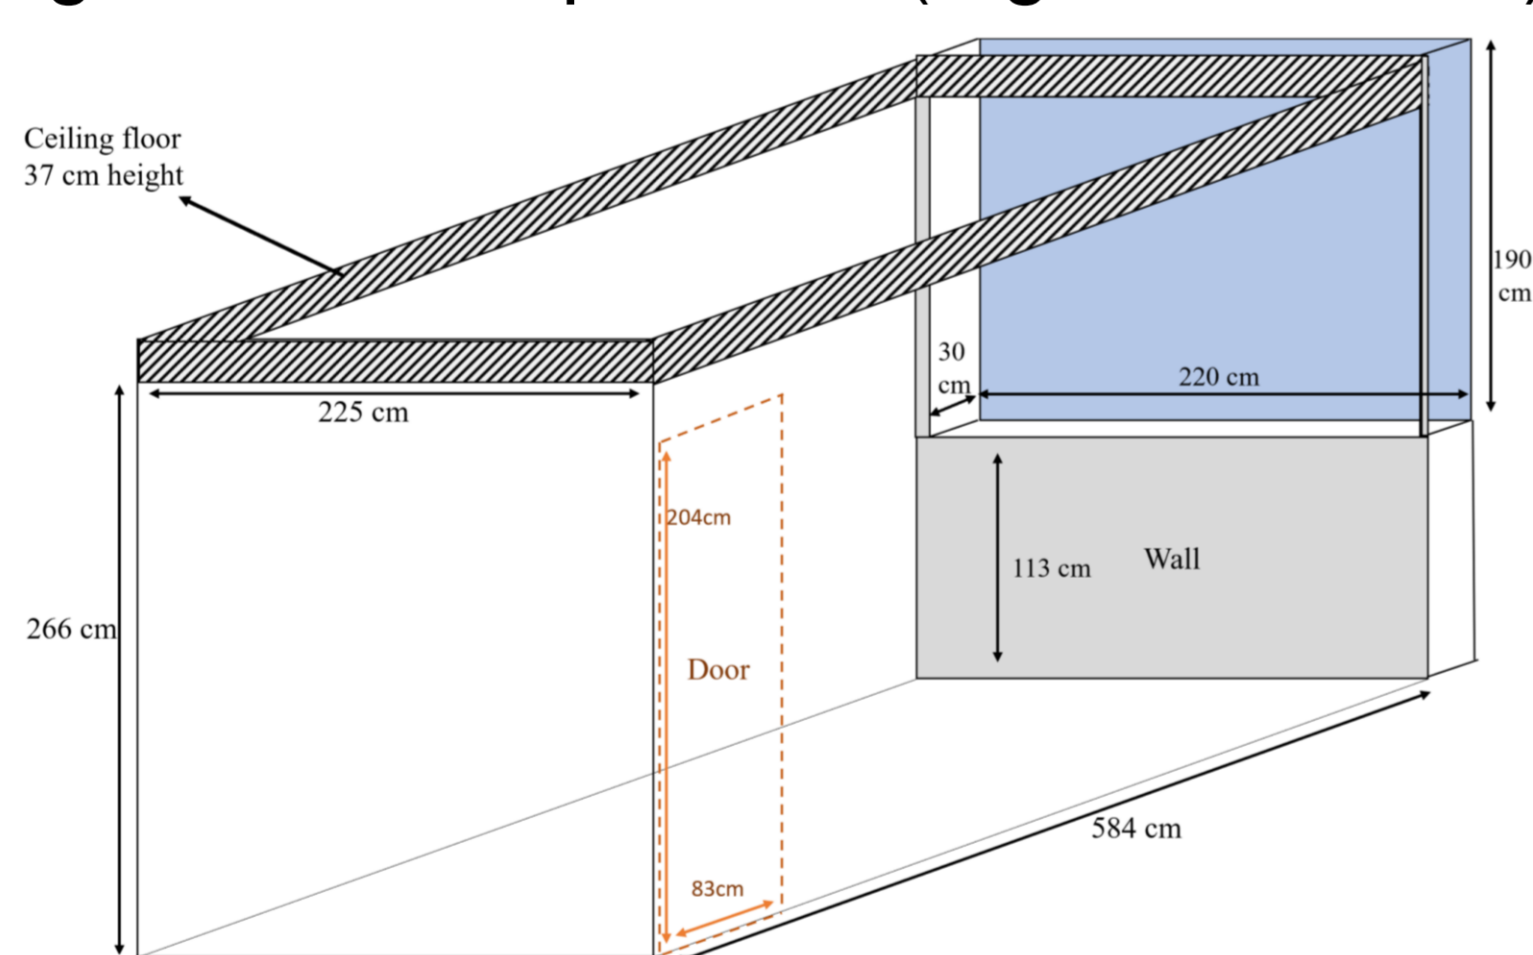 Ceiling floor
37 cm height
190
cm
30
cm
220 cm
225 cm
204cm
113 cm
Wall
266 cm
Door
584 cm
83cm